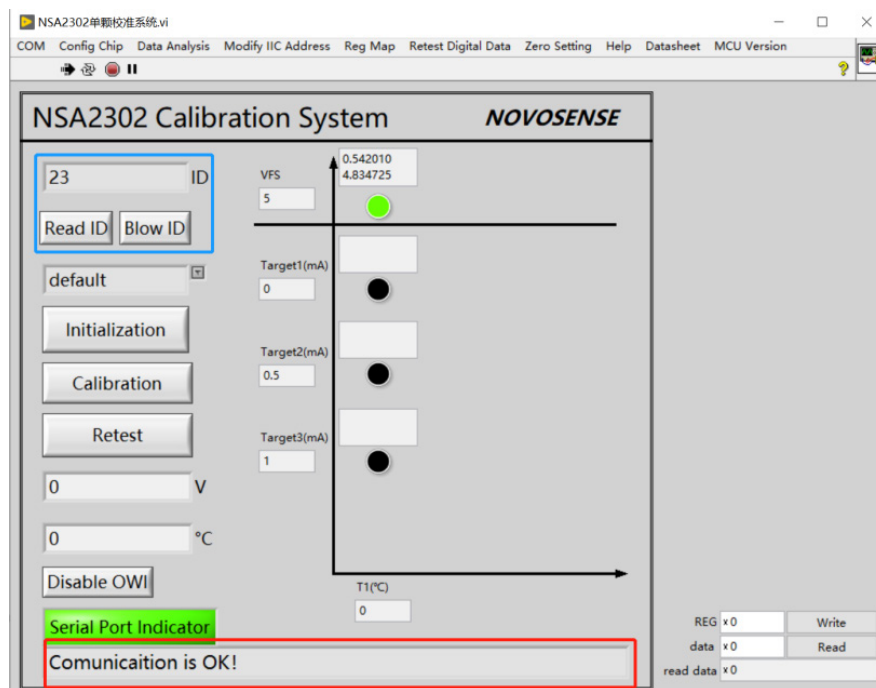 NSA2302单颗校准系统.vi
COM Config Chip Data Analysis Modify IIC Address Reg Map Retest Digital Data Zero Setting Help Datasheet MCU Version
NSA2302 Calibration System NOVOSENSE
23 ID
Read ID Blow ID
default
Initialization
Calibration
Retest
0 V
0 °C
Disable OWI
Serial Port Indicator
Comunicaition is OK!
VFS
5
0.542010
4.834725
Target1(mA)
0
Target2(mA)
0.5
Target3(mA)
1
T1(℃)
0
REG x 0 Write
data x 0 Read
read data x 0